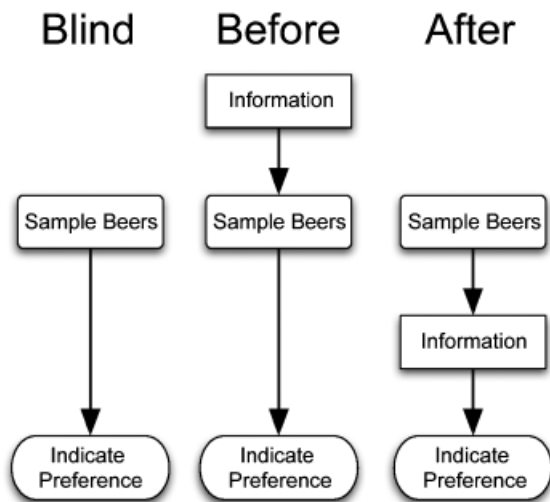 Blind Before After
Information
Sample Beers Sample Beers Sample Beers
Information
Indicate Indicate Indicate
Preference Preference Preference